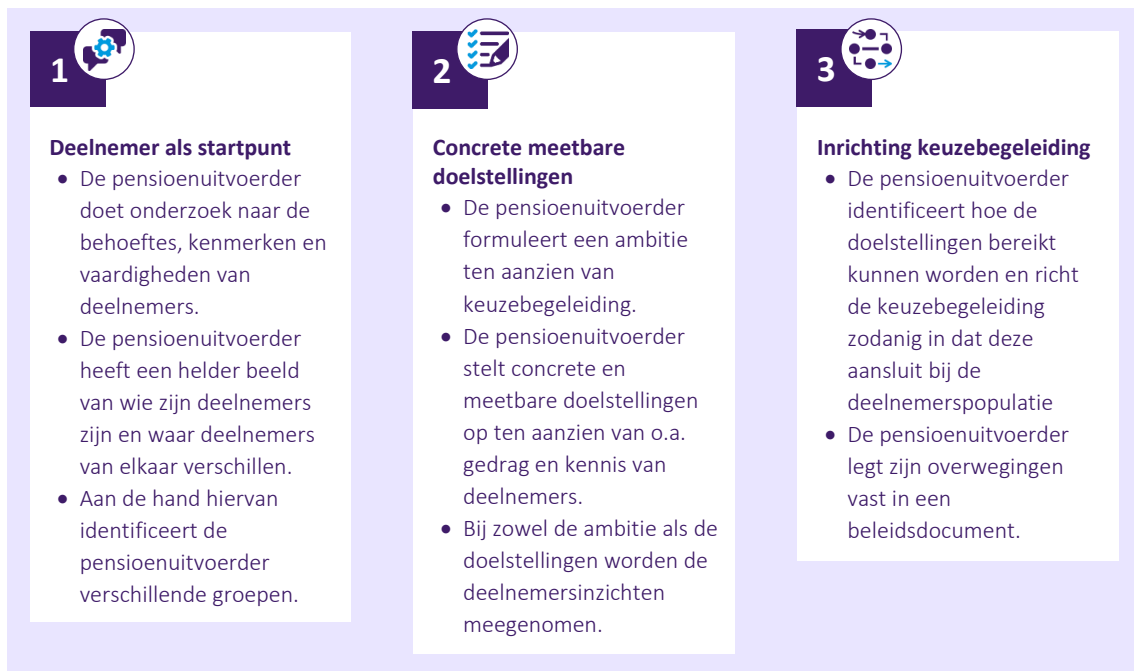 1
Deelnemer als startpunt
• De pensioenuitvoerder
doet onderzoek naar de
behoeftes, kenmerken en
vaardigheden van
deelnemers.
• De pensioenuitvoerder
heeft een helder beeld
van wie zijn deelnemers
zijn en waar deelnemers
van elkaar verschillen.
• Aan de hand hiervan
identificeert de
pensioenuitvoerder
verschillende groepen.
2
Concrete meetbare
doelstellingen
• De pensioenuitvoerder
formuleert een ambitie
ten aanzien van
keuzebegeleiding.
• De pensioenuitvoerder
stelt concrete en
meetbare doelstellingen
op ten aanzien van o.a.
gedrag en kennis van
deelnemers.
• Bij zowel de ambitie als de
doelstellingen worden de
deelnemersinzichten
meegenomen.
3
Inrichting keuzebegeleiding
• De pensioenuitvoerder
identificeert hoe de
doelstellingen bereikt
kunnen worden en richt
de keuzebegeleiding
zodanig in dat deze
aansluit bij de
deelnemerspopulatie
• De pensioenuitvoerder
legt zijn overwegingen
vast in een
beleidsdocument.